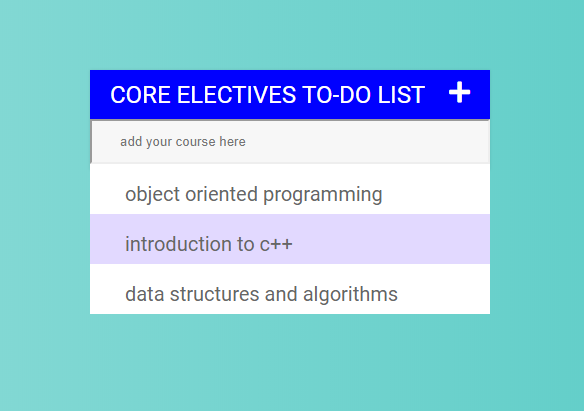 CORE ELECTIVES TO-DO LIST
add your course here
object oriented programming
introduction to c++
data structures and algorithms